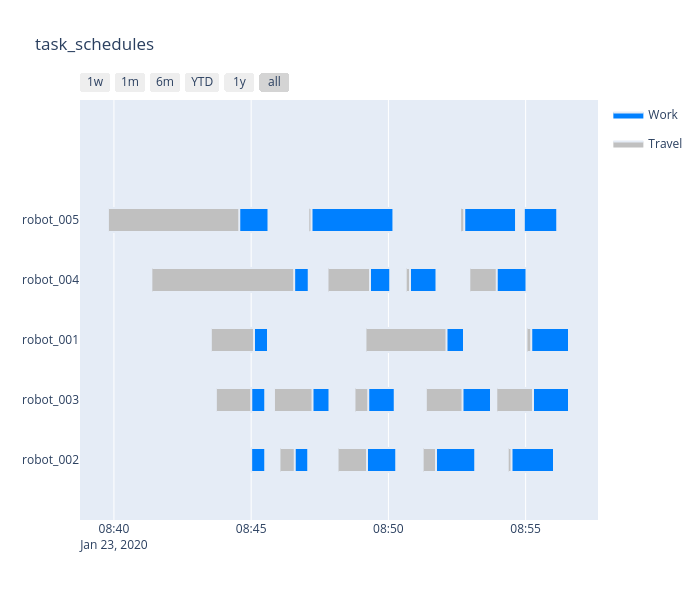 task_schedules
1w 1m 6m YTD 1y all
Work
Travel
robot_005
robot_004
robot_001
robot_003
robot_002
08:40 08:45 08:50 08:55
Jan 23, 2020